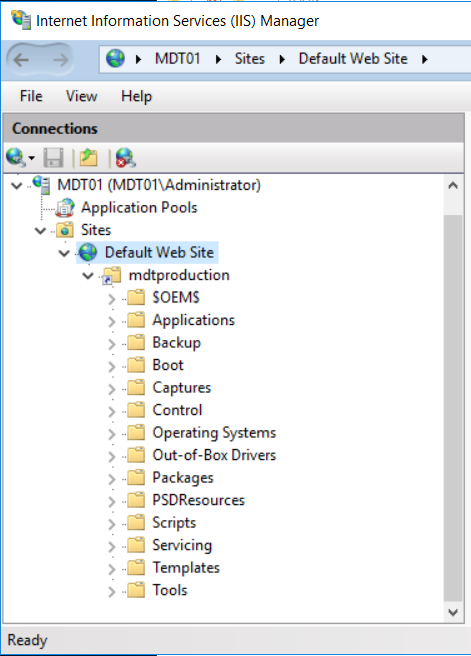 Internet Information Services (IIS) Manager
MDT01 Sites Default Web Site
File View Help
Connections
MDT01 (MDT01\Administrator)
Application Pools
Sites
Default Web Site
mdtproduction
$OEM$
Applications
Backup
Boot
Captures
Control
Operating Systems
Out-of-Box Drivers
Packages
PSDResources
Scripts
Servicing
Templates
Tools
Ready